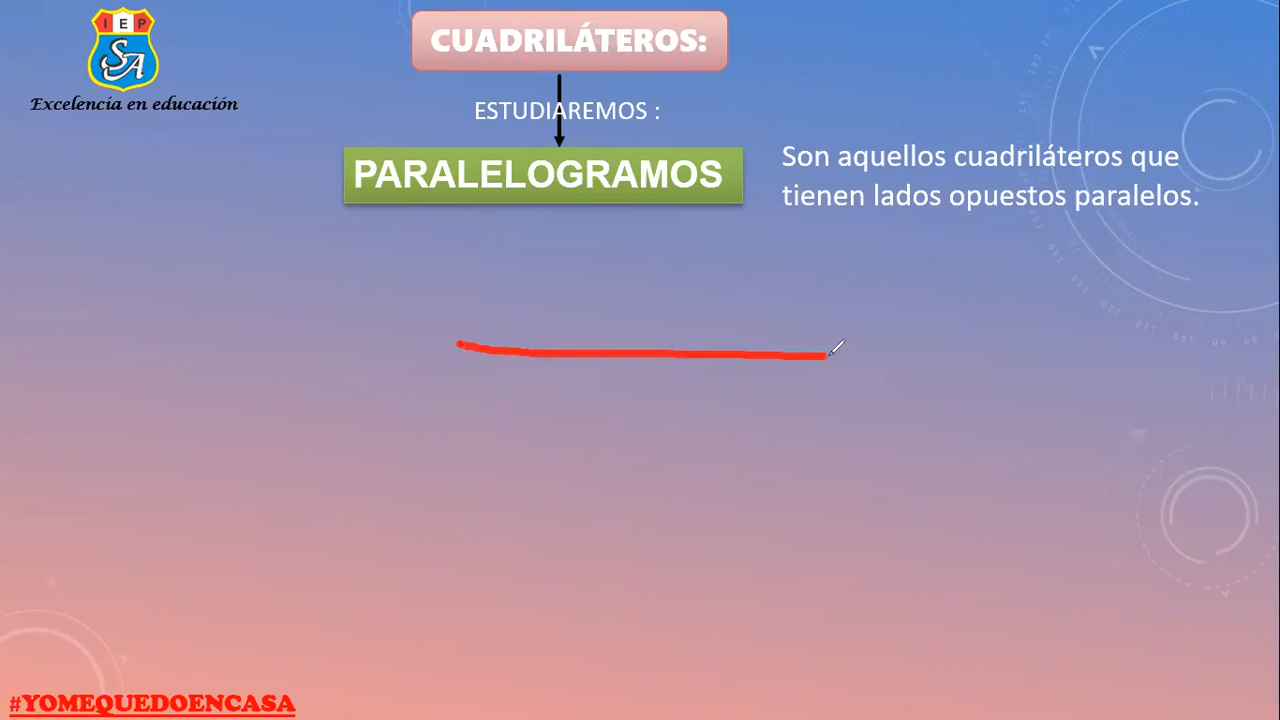 I E P
SA
Excelencia en educación
CUADRILÁTEROS:
ESTUDIAREMOS :
PARALELOGRAMOS
Son aquellos cuadriláteros que
tienen lados opuestos paralelos.
#YOMEQUEDOENCASA